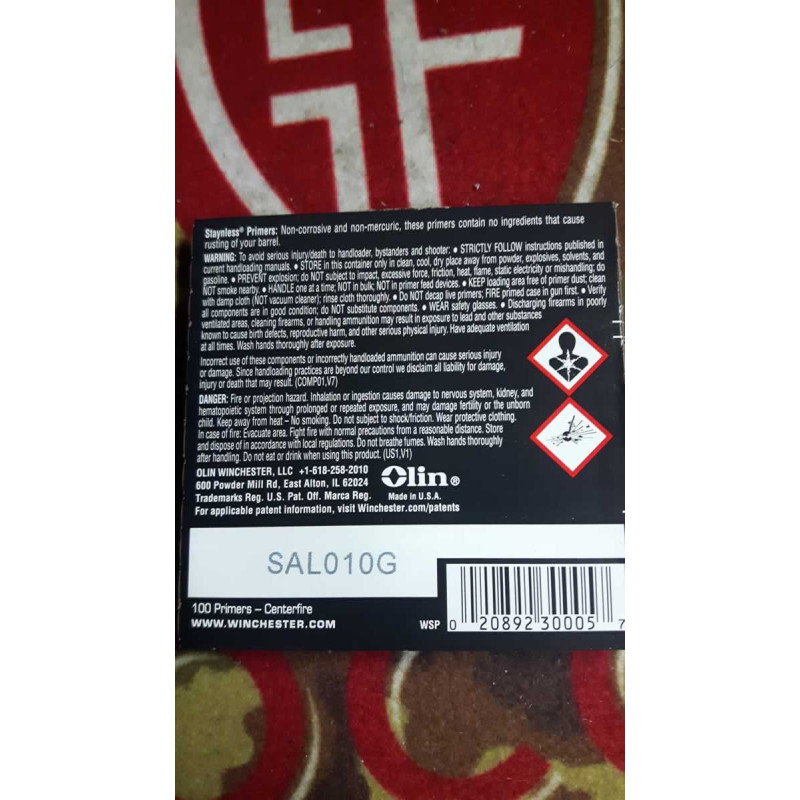 Staynless® Primers: Non-corrosive and non-mercuric, these primers contain no ingredients that cause
rusting of your barrel.
WARNING: To avoid serious injury/death to handloader, bystanders and shooter: • STRICTLY FOLLOW instructions published in
current handloading manuals. • STORE in this container only in clean, cool, dry place away from powder, explosives, solvents, and
gasoline. • PREVENT explosion; do NOT subject to impact, excessive force, friction, heat, flame, static electricity or mishandling; do
NOT smoke nearby. • HANDLE one at a time; NOT in bulk; NOT in primer feed devices. • KEEP loading area free of primer dust; clean
with damp cloth (NOT vacuum cleaner); rinse cloth thoroughly. • Do NOT decap live primers; FIRE primed case in gun first. • Verify
all components are in good condition; do NOT substitute components. • WEAR safety glasses. • Discharging firearms in poorly
ventilated areas, cleaning firearms, or handling ammunition may result in exposure to lead and other substances
known to cause birth defects, reproductive harm, and other serious physical injury. Have adequate ventilation
at all times. Wash hands thoroughly after exposure.
Incorrect use of these components or incorrectly handloaded ammunition can cause serious injury
or damage. Since handloading practices are beyond our control we disclaim all liability for damage,
injury or death that may result. (COMP01,V7)
DANGER: Fire or projection hazard. Inhalation or ingestion causes damage to nervous system, kidney, and
hematopoietic system through prolonged or repeated exposure, and may damage fertility or the unborn
child. Keep away from heat – No smoking. Do not subject to shock/friction. Wear protective clothing.
In case of fire: Evacuate area. Fight fire with normal precautions from a reasonable distance. Store
and dispose of in accordance with local regulations. Do not breathe fumes. Wash hands thoroughly
after handling. Do not eat or drink when using this product. (US1,V1)
OLIN WINCHESTER, LLC +1-618-258-2010
600 Powder Mill Rd, East Alton, IL 62024
Trademarks Reg. U.S. Pat. Off. Marca Reg.
Olin®
Made in U.S.A.
For applicable patent information, visit Winchester.com/patents
SAL010G
100 Primers – Centerfire
WWW.WINCHESTER.COM
WSP
0 20892 30005 7